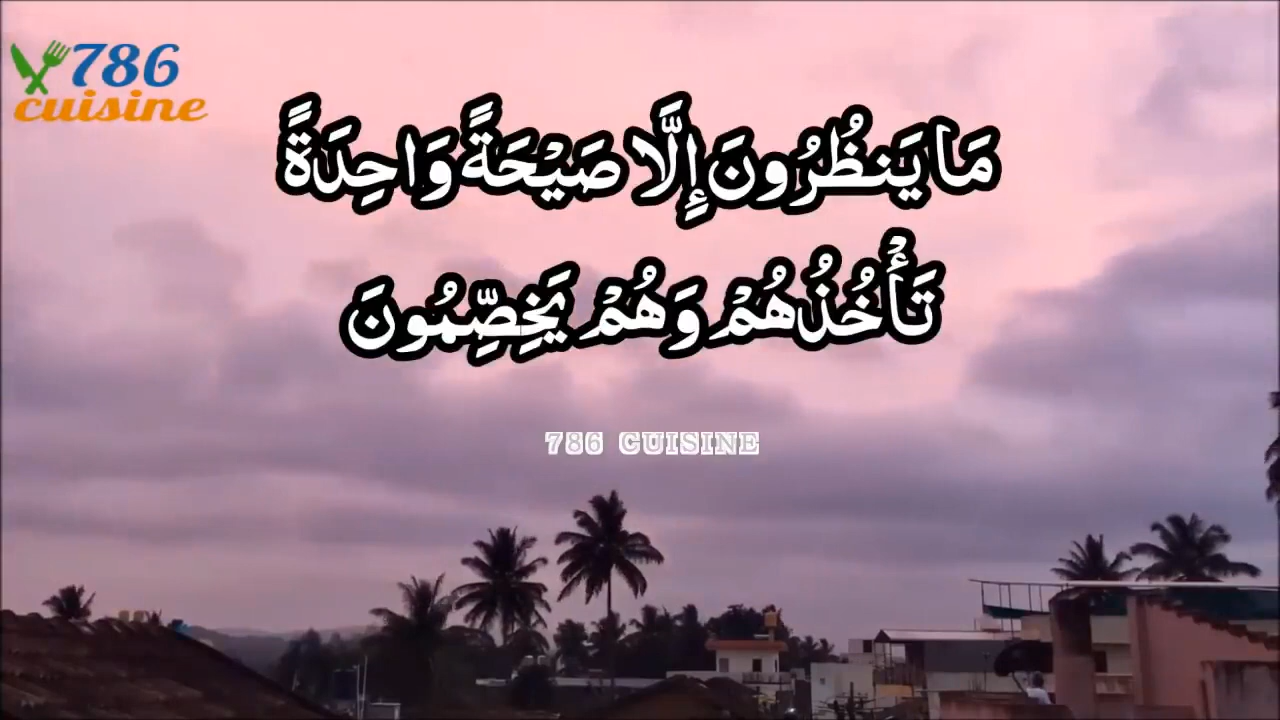 786
cuisine
مَا يَنظُرُونَ إِلَّا صَيْحَةً وَاحِدَةً
تَأْخُذُهُمْ وَهُمْ يَخِصِّمُونَ
786 CUISINE